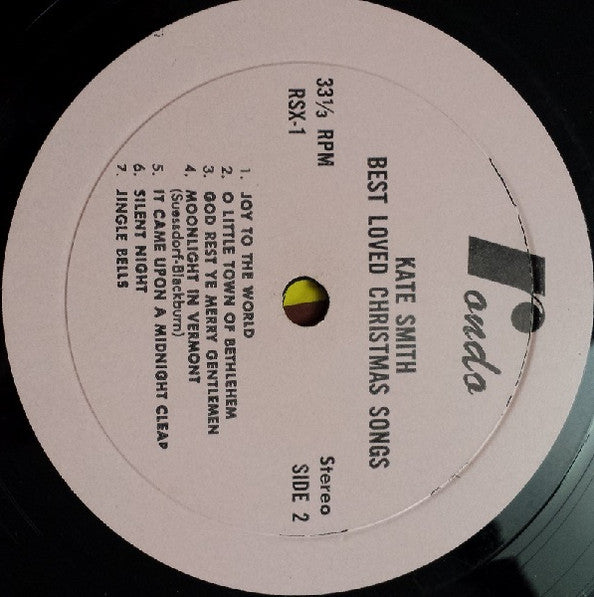 rondo
KATE SMITH
BEST LOVED CHRISTMAS SONGS
33⅓ RPM
RSX-1
Stereo
SIDE 2
1. JOY TO THE WORLD
2. O LITTLE TOWN OF BETHLEHEM
3. GOD REST YE MERRY GENTLEMEN
4. MOONLIGHT IN VERMONT
(Suessdorf-Blackburn)
5. IT CAME UPON A MIDNIGHT CLEAR
6. SILENT NIGHT
7. JINGLE BELLS